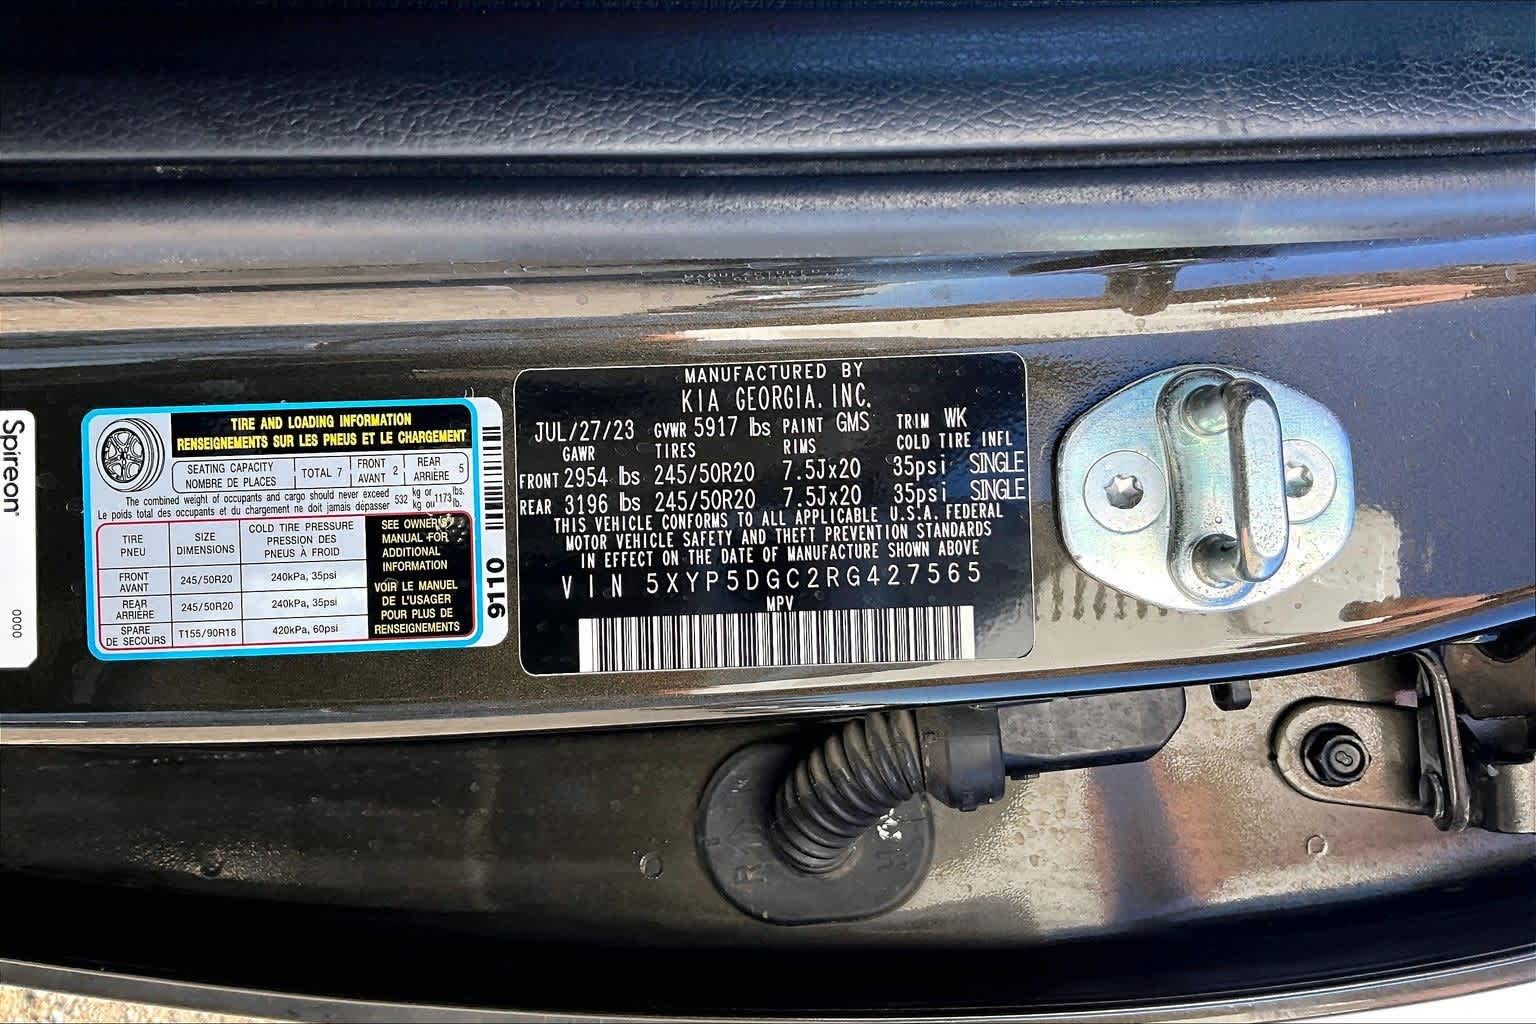 Spireon®
0000
TIRE AND LOADING INFORMATION
RENSEIGNEMENTS SUR LES PNEUS ET LE CHARGEMENT
SEATING CAPACITY
NOMBRE DE PLACES
TOTAL 7
FRONT
AVANT 2
REAR
ARRIÈRE 5
The combined weight of occupants and cargo should never exceed
Le poids total des occupants et du chargement ne doit jamais dépasser
532 kg or 1173 lbs.
kg ou lb.
TIRE
PNEU
SIZE
DIMENSIONS
COLD TIRE PRESSURE
PRESSION DES
PNEUS À FROID
FRONT
AVANT
245/50R20
240kPa, 35psi
REAR
ARRIÈRE
245/50R20
240kPa, 35psi
SPARE
DE SECOURS
T155/90R18
420kPa, 60psi
SEE OWNER'S
MANUAL FOR
ADDITIONAL
INFORMATION
VOIR LE MANUEL
DE L'USAGER
POUR PLUS DE
RENSEIGNEMENTS
9110
MANUFACTURED BY
KIA GEORGIA, INC.
JUL/27/23 GVWR 5917 lbs PAINT GMS TRIM WK
GAWR TIRES RIMS COLD TIRE INFL
FRONT 2954 lbs 245/50R20 7.5Jx20 35psi SINGLE
REAR 3196 lbs 245/50R20 7.5Jx20 35psi SINGLE
THIS VEHICLE CONFORMS TO ALL APPLICABLE U.S.A. FEDERAL
MOTOR VEHICLE SAFETY AND THEFT PREVENTION STANDARDS
IN EFFECT ON THE DATE OF MANUFACTURE SHOWN ABOVE
VIN 5XYP5DGC2RG427565
MPV